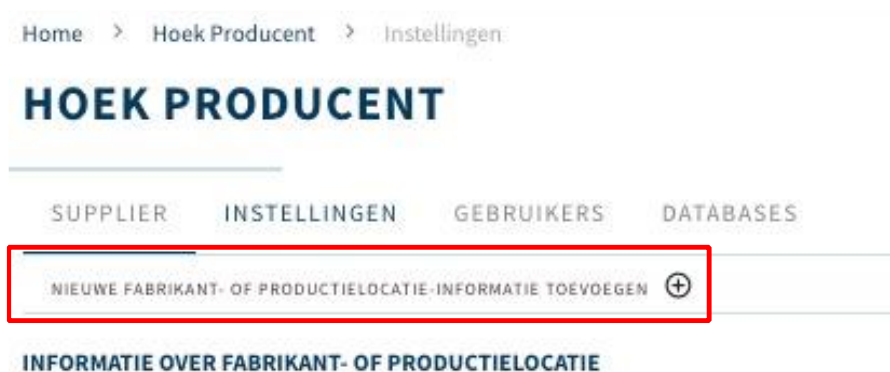 Home > Hoek Producent > Instellingen
HOEK PRODUCENT
SUPPLIER INSTELLINGEN GEBRUIKERS DATABASES
NIEUWE FABRIKANT- OF PRODUCTIELOCATIE-INFORMATIE TOEVOEGEN
INFORMATIE OVER FABRIKANT- OF PRODUCTIELOCATIE